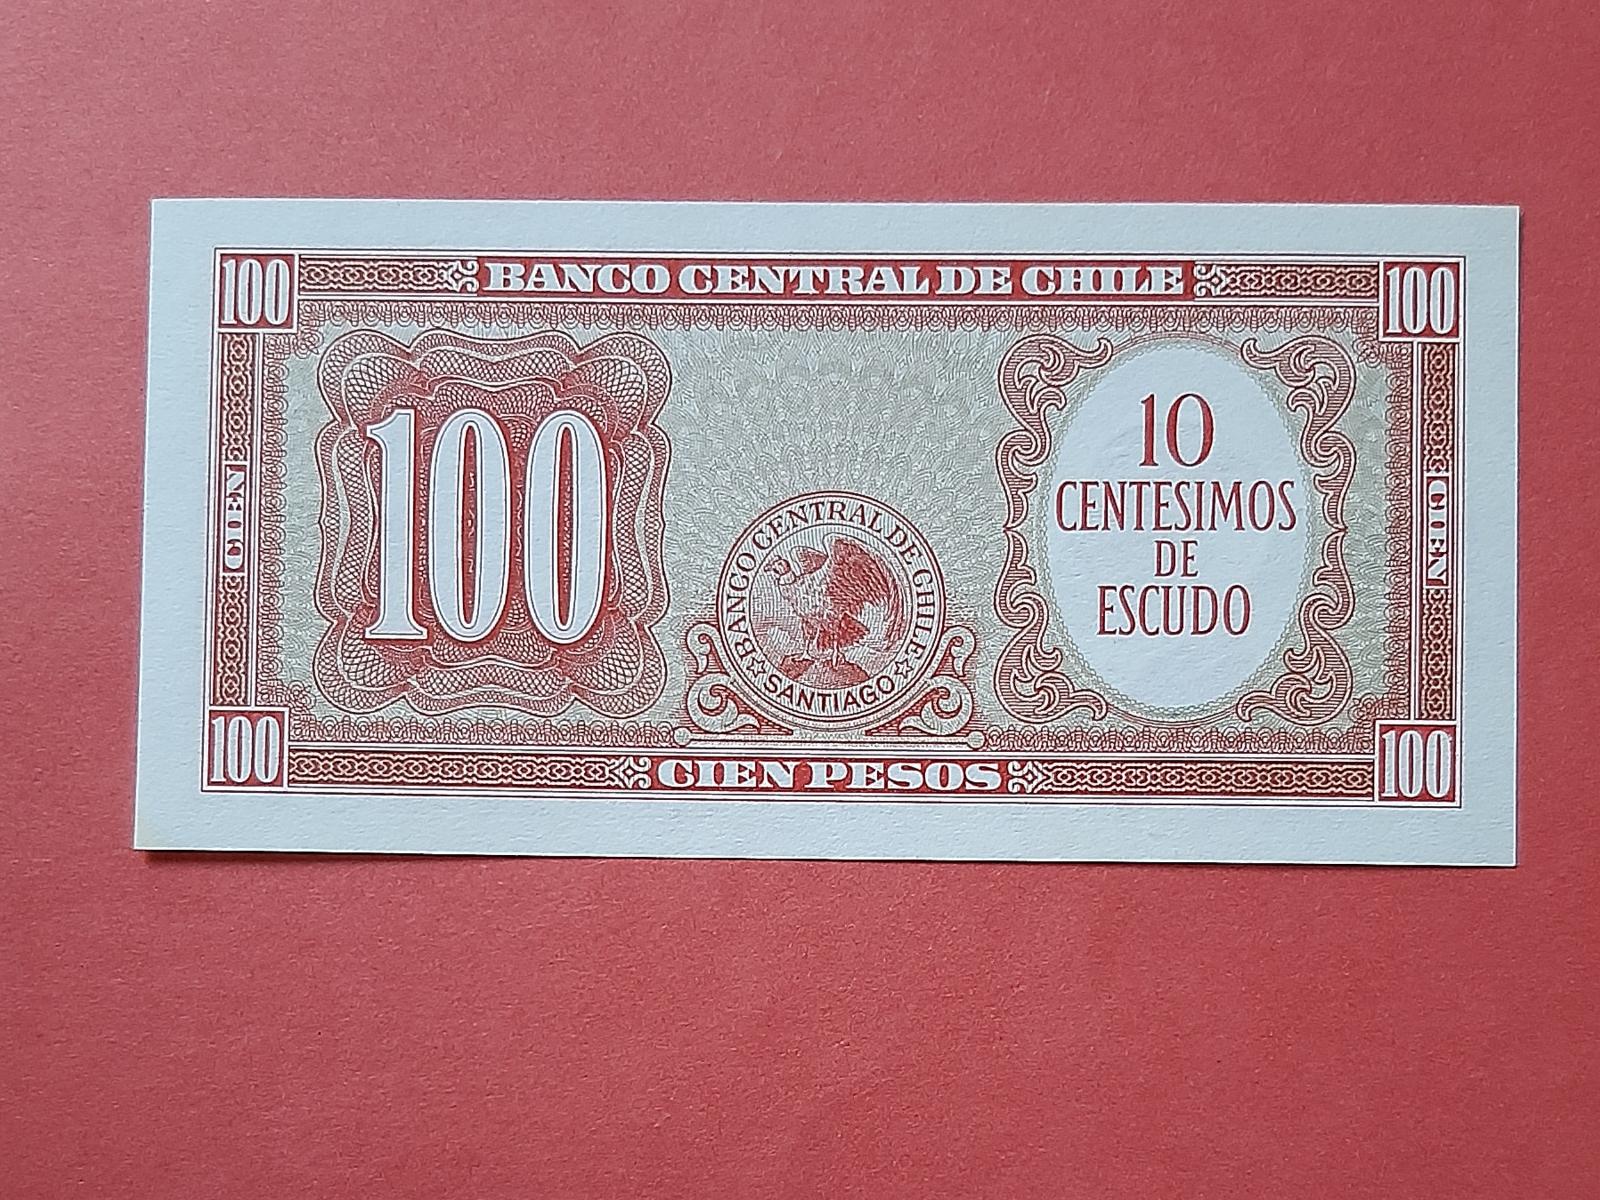 100 BANCO CENTRAL DE CHILE 100
CIEN
100
BANCO CENTRAL DE CHILE
SANTIAGO
10
CENTESIMOS
DE
ESCUDO
CIEN
100 CIEN PESOS 100